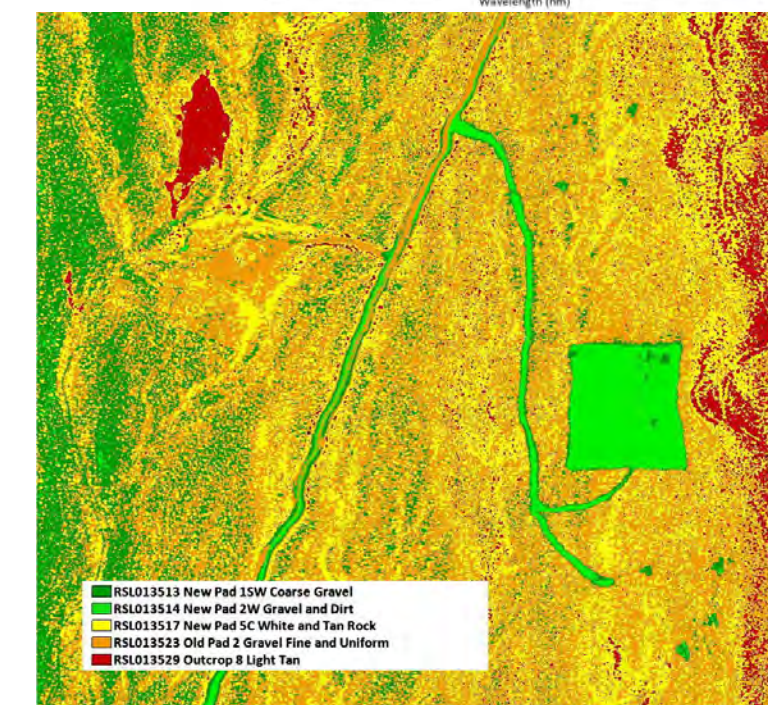 Wavelength (nm)
RSL013513 New Pad 1SW Coarse Gravel
RSL013514 New Pad 2W Gravel and Dirt
RSL013517 New Pad 5C White and Tan Rock
RSL013523 Old Pad 2 Gravel Fine and Uniform
RSL013529 Outcrop 8 Light Tan